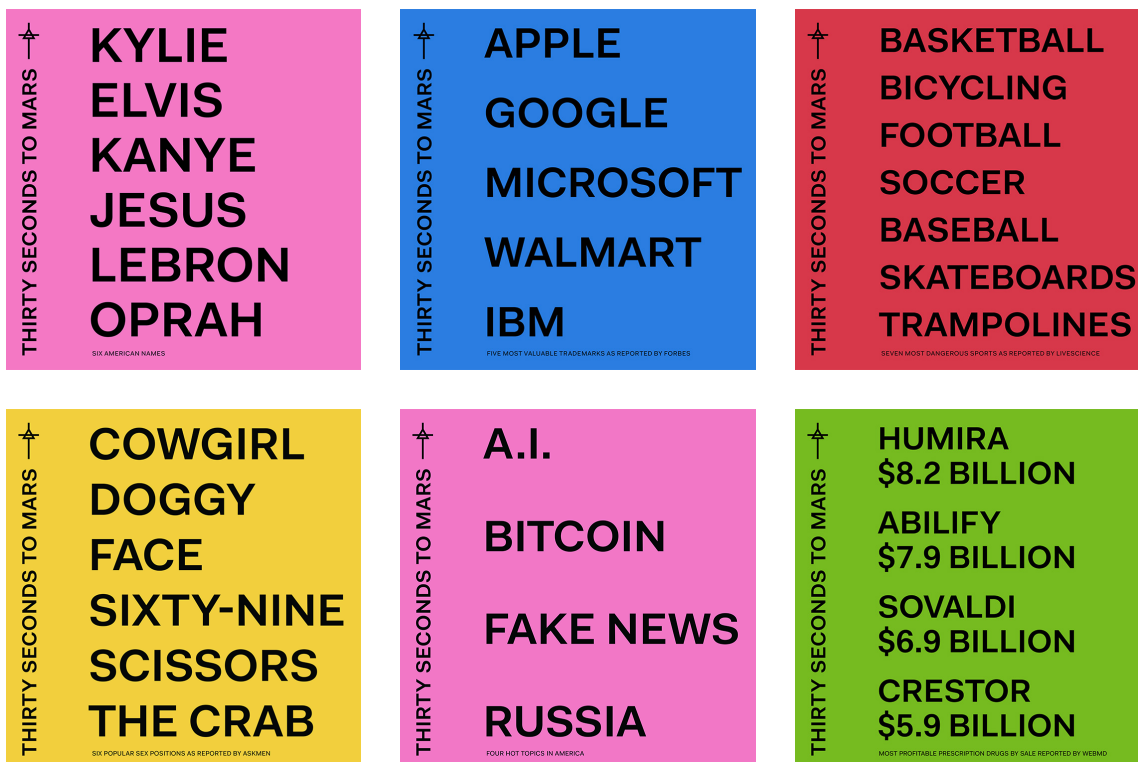 THIRTY SECONDS TO MARS
KYLIE
ELVIS
KANYE
JESUS
LEBRON
OPRAH
SIX AMERICAN NAMES
THIRTY SECONDS TO MARS
APPLE
GOOGLE
MICROSOFT
WALMART
IBM
FIVE MOST VALUABLE TRADEMARKS AS REPORTED BY FORBES
THIRTY SECONDS TO MARS
BASKETBALL
BICYCLING
FOOTBALL
SOCCER
BASEBALL
SKATEBOARDS
TRAMPOLINES
SEVEN MOST DANGEROUS SPORTS AS REPORTED BY LIVESCIENCE
THIRTY SECONDS TO MARS
COWGIRL
DOGGY
FACE
SIXTY-NINE
SCISSORS
THE CRAB
SIX POPULAR SEX POSITIONS AS REPORTED BY ASKMEN
THIRTY SECONDS TO MARS
A.I.
BITCOIN
FAKE NEWS
RUSSIA
FOUR HOT TOPICS IN AMERICA
THIRTY SECONDS TO MARS
HUMIRA
$8.2 BILLION
ABILIFY
$7.9 BILLION
SOVALDI
$6.9 BILLION
CRESTOR
$5.9 BILLION
MOST PROFITABLE PRESCRIPTION DRUGS BY SALE REPORTED BY WEBMD